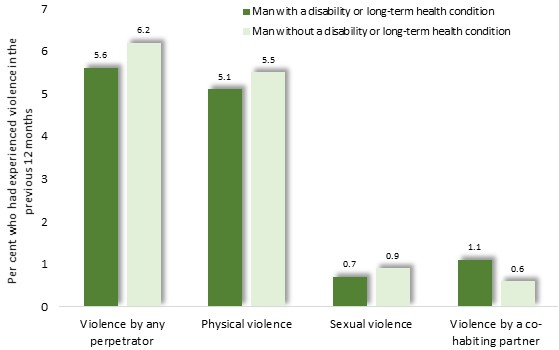 Man with a disability or long-term health condition
Man without a disability or long-term health condition
Per cent who had experienced violence in the
previous 12 months
7
6
5
4
3
2
1
0
5.6
6.2
5.1
5.5
0.7
0.9
1.1
0.6
Violence by any
perpetrator
Physical violence
Sexual violence
Violence by a co-
habiting partner